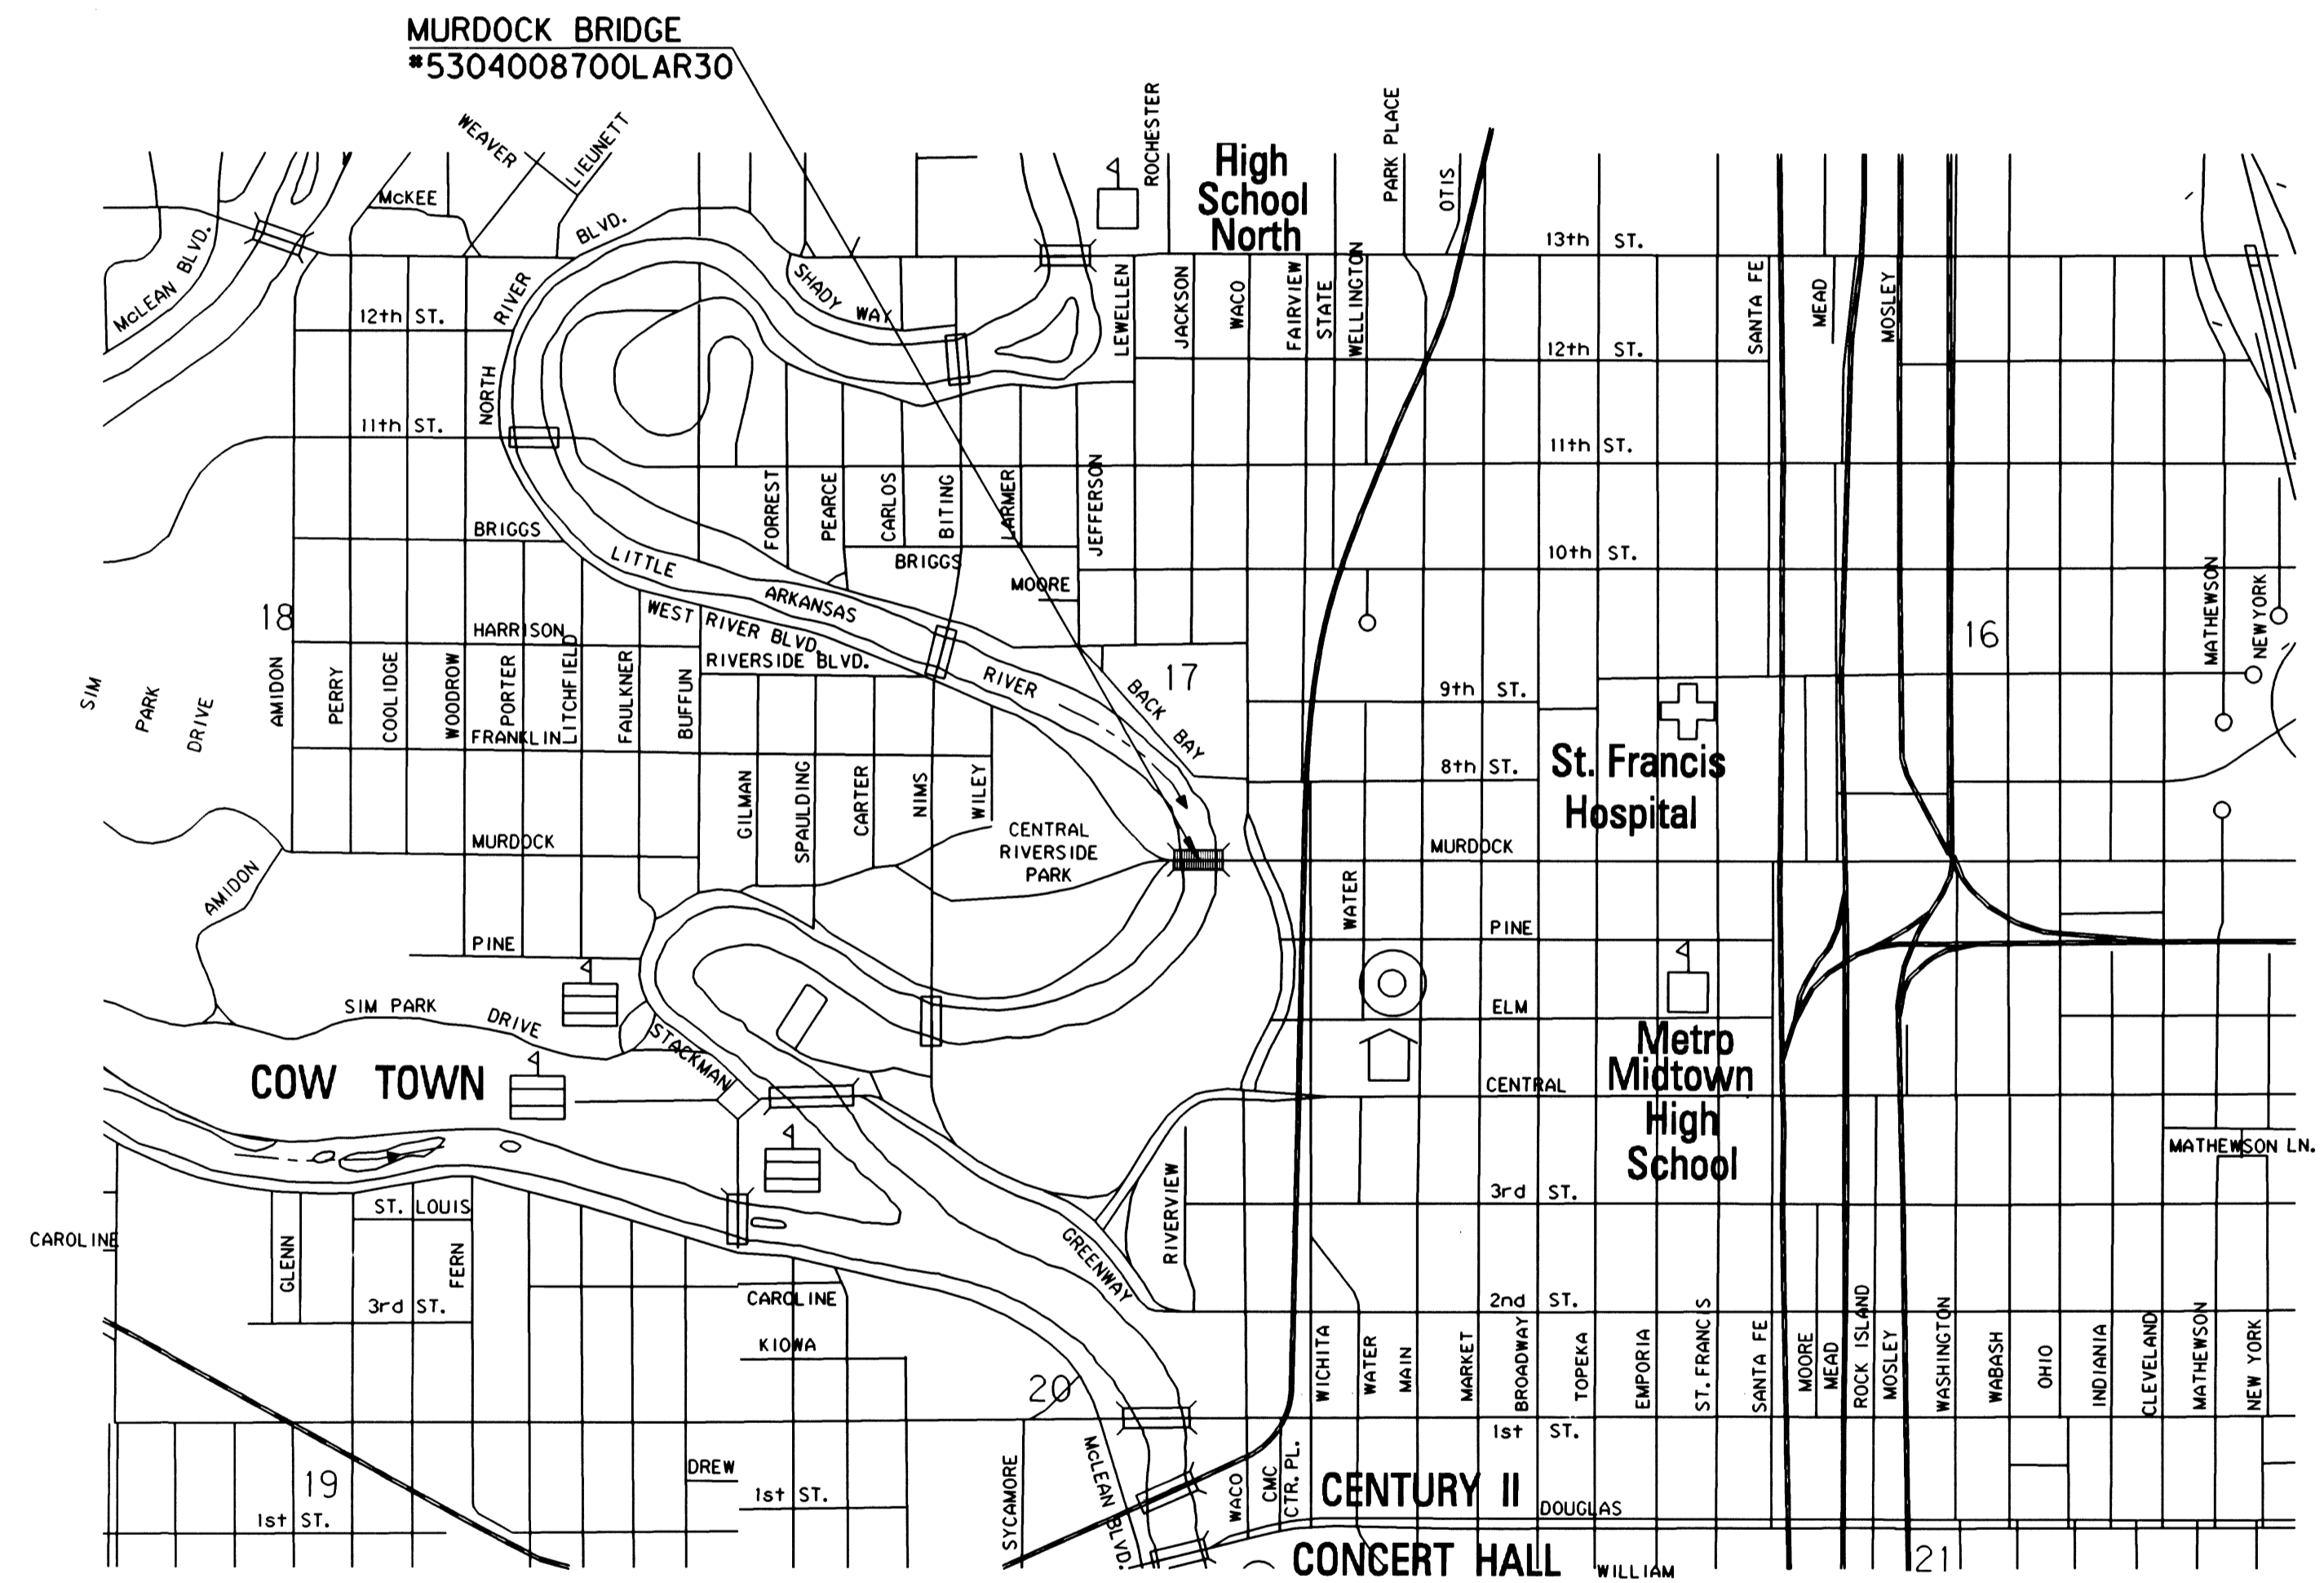 MURDOCK BRIDGE
#5304008700LAR30
WEAVER
LIEUNETT
ROCHESTER
PARK PLACE
OTIS
High
School
North
McKEE
BLVD.
McLEAN BLVD.
RIVER
NORTH
SHADY WAY
13th ST.
12th ST.
12th ST.
11th ST.
11th ST.
LEWELLEN
JACKSON
WACO
FAIRVIEW
STATE
WELLINGTON
SANTA FE
MEAD
MOSLEY
FORREST
PEARCE
CARLOS
BITING
LARMER
JEFFERSON
BRIGGS
BRIGGS
10th ST.
MOORE
LITTLE
ARKANSAS
RIVER
WEST RIVER BLVD.
RIVERSIDE BLVD.
BACK BAY
18
17
16
HARRISON
MATHEWSON
NEW YORK
SIM
PARK
DRIVE
AMIDON
PERRY
COOLIDGE
WOODROW
PORTER
LITCHFIELD
FAULKNER
BUFFUN
FRANKLIN
9th ST.
8th ST.
St. Francis
Hospital
GILMAN
SPAULDING
CARTER
NIMS
WILEY
CENTRAL
RIVERSIDE
PARK
MURDOCK
MURDOCK
AMIDON
WATER
PINE
PINE
SIM PARK
DRIVE
STACKMAN
ELM
COW TOWN
Metro
Midtown
High
School
CENTRAL
MATHEWSON LN.
RIVERVIEW
3rd ST.
ST. LOUIS
CAROLINE
GLENN
FERN
3rd ST.
GREENWAY
CAROLINE
KIOWA
2nd ST.
WICHITA
WATER
MAIN
MARKET
BROADWAY
TOPEKA
EMPORIA
ST. FRANCIS
SANTA FE
MOORE
MEAD
ROCK ISLAND
MOSLEY
WASHINGTON
WABASH
OHIO
INDIANIA
CLEVELAND
MATHEWSON
NEW YORK
20
1st ST.
19
DREW
1st ST.
1st ST.
SYCAMORE
McLEAN BLVD.
WACO
CMC
CTR. PL.
CENTURY II
DOUGLAS
CONCERT HALL
WILLIAM
21